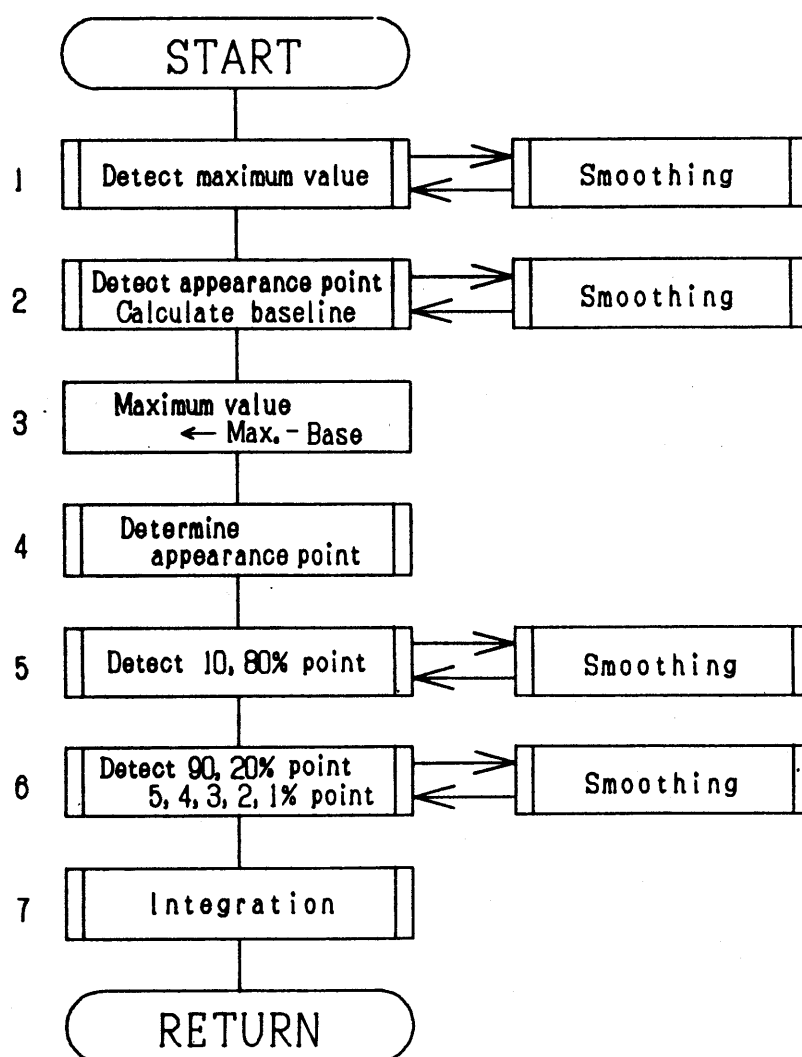 START
1
Detect maximum value
Smoothing
2
Detect appearance point
Calculate baseline
Smoothing
3
Maximum value
← Max. - Base
4
Determine
appearance point
5
Detect 10, 80% point
Smoothing
6
Detect 90, 20% point
5, 4, 3, 2, 1% point
Smoothing
7
Integration
RETURN